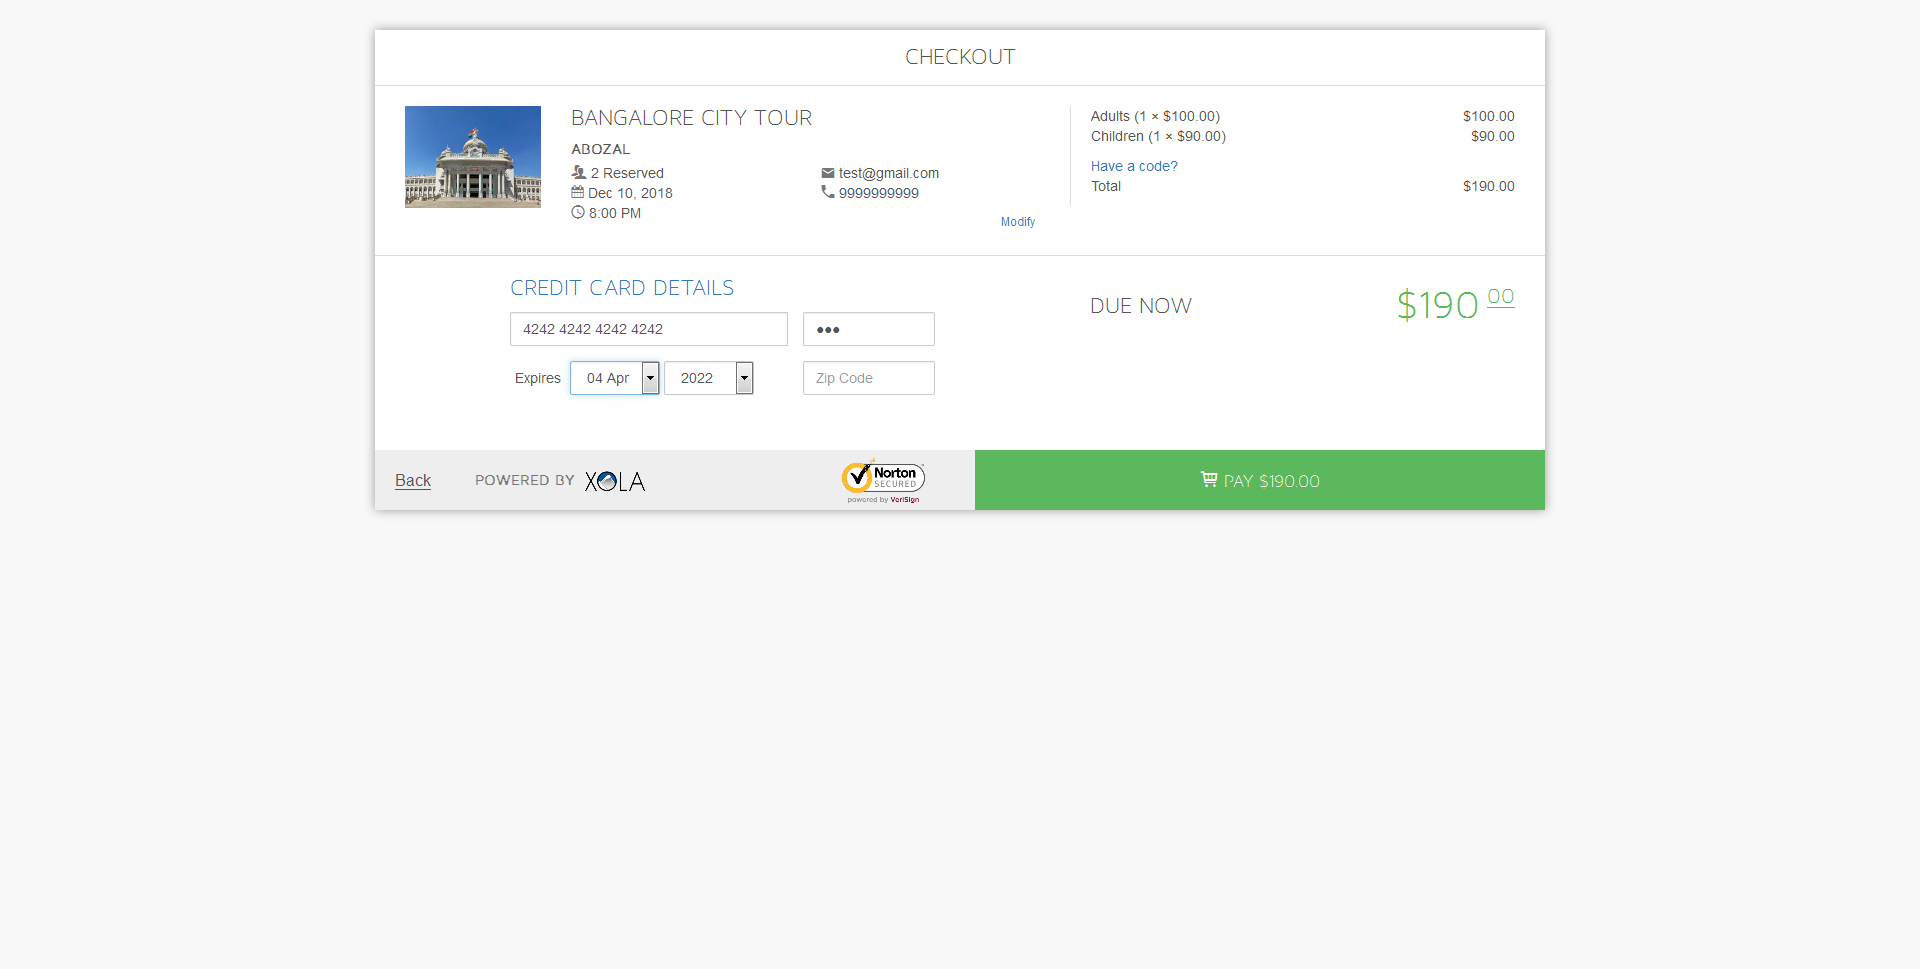 CHECKOUT
BANGALORE CITY TOUR
ABOZAL
2 Reserved
Dec 10, 2018
8:00 PM
test@gmail.com
9999999999
Modify
Adults (1 × $100.00) $100.00
Children (1 × $90.00) $90.00
Have a code?
Total $190.00
CREDIT CARD DETAILS
4242 4242 4242 4242 •••
Expires 04 Apr 2022 Zip Code
DUE NOW $190 00
Back POWERED BY XOLA
Norton
SECURED
powered by VeriSign
PAY $190.00